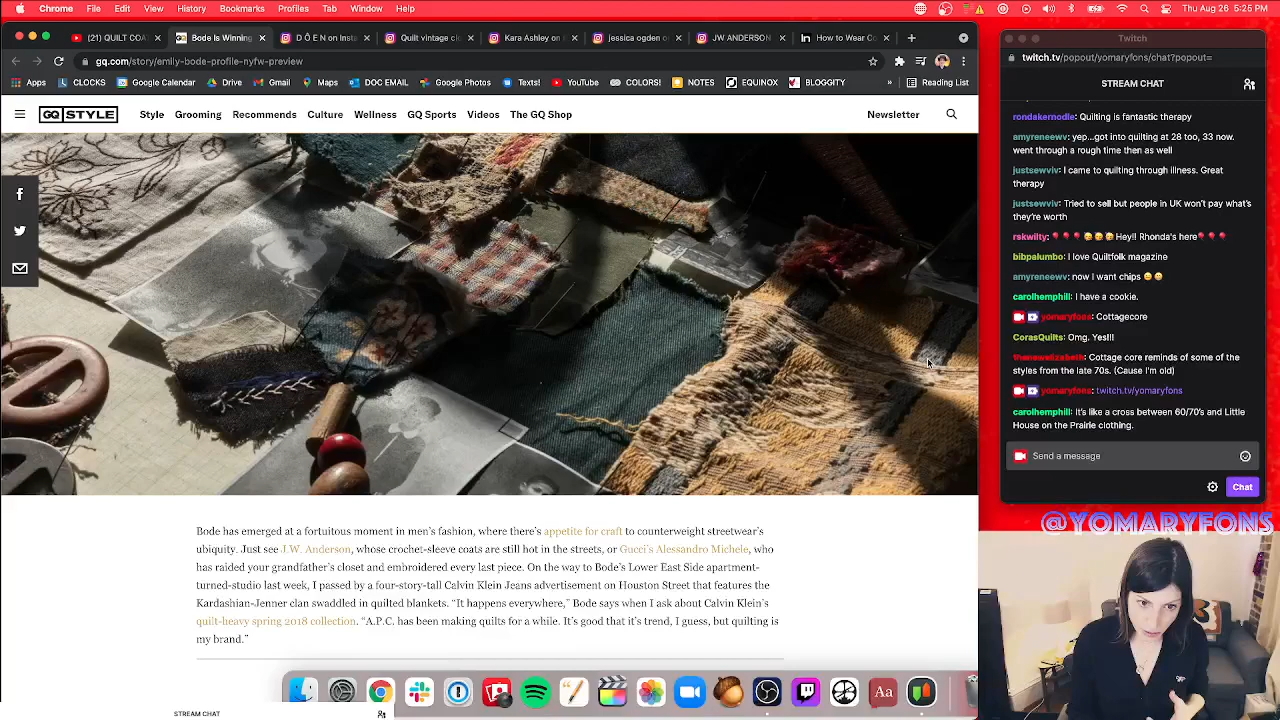 Chrome File Edit View History Bookmarks Profiles Tab Window Help
Thu Aug 26 5:25 PM
(21) QUILT COA
Bode Is Winning
D Ô E N on Insta
Quilt vintage clo
Kara Ashley on I
jessica ogden o
JW ANDERSON
How to Wear Co
gq.com/story/emily-bode-profile-nyfw-preview
Apps CLOCKS Google Calendar Drive Gmail Maps DOC EMAIL Google Photos Texts! YouTube COLORS! NOTES EQUINOX BLOGGITY » Other Bookmarks
GQ STYLE
Style Grooming Recommends Culture Wellness GQ Sports Videos The GQ Shop
Newsletter
Bode has emerged at a fortuitous moment in men's fashion, where there's appetite for craft to counterweight streetwear's
ubiquity. Just see J.W. Anderson, whose crochet-sleeve coats are still hot in the streets, or Gucci's Alessandro Michele, who
has raided your grandfather's closet and embroidered every last piece. On the way to Bode's Lower East Side apartment-
turned-studio last week, I passed by a four-story-tall Calvin Klein Jeans advertisement on Houston Street that features the
Kardashian-Jenner clan swaddled in quilted blankets. "It happens everywhere," Bode says when I ask about Calvin Klein's
quilt-heavy spring 2018 collection. "A.P.C. has been making quilts for a while. It's good that it's trend, I guess, but quilting is
my brand."
STREAM CHAT
Twitch
twitch.tv/popout/yomaryfons/chat?popout=
STREAM CHAT
rondakernodle: Quilting is fantastic therapy
amyreneewv: yep...got into quilting at 28 too, 33 now.
went through a rough time then as well
justsewviv: I came to quilting through illness. Great
therapy
justsewviv: Tried to sell but people in UK won't pay what's
they're worth
rskwilty: 🎈🎈🎈🥰🥰🥰Hey!! Rhonda's here🎈🎈🎈
bibpalumbo: I love Quiltfolk magazine
amyreneewv: now I want chips 😄😄
carolhemphill: I have a cookie.
yomaryfons: Cottagecore
CorasQuilts: Omg. Yes!!!
Cottage core reminds of some of the
styles from the late 70s. (Cause I'm old)
yomaryfons: twitch.tv/yomaryfons
carolhemphill: It's like a cross between 60/70's and Little
House on the Prairie clothing.
Send a message
Chat
@YOMARYFONS